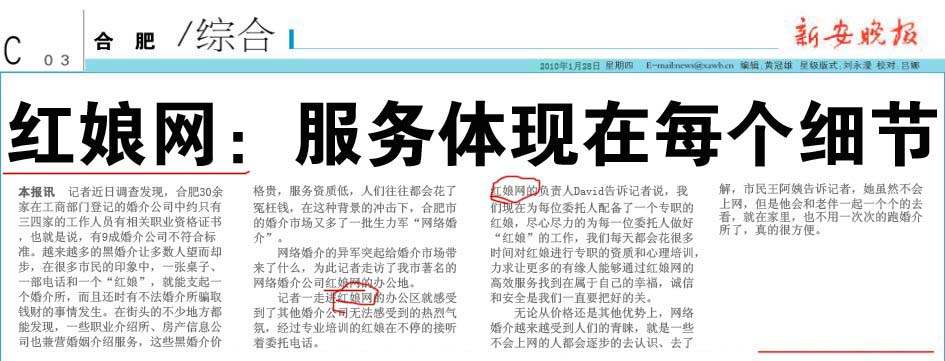 C 03
合肥/综合
新安晚报
2010年1月28日 星期四 E-mail:news@xawb.cn 编辑,黄冠雄 星级版式,刘永漫 校对,吕娜
红娘网：服务体现在每个细节
本报讯 记者近日调查发现，合肥30余
家在工商部门登记的婚介公司中约只有
三四家的工作人员有相关职业资格证书
，也就是说，有9成婚介公司不符合标
准。越来越多的黑婚介让多数人望而却
步，在很多市民的印象中，一张桌子、
一部电话和一个“红娘”，就能支起一
个婚介所，而且还时有不法婚介所骗取
钱财的事情发生。在街头的不少地方都
能发现，一些职业介绍所、房产信息公
司也兼营婚姻介绍服务，这些黑婚介价
格贵，服务资质低，人们往往都会花了
冤枉钱，在这种背景的冲击下，合肥市
的婚介市场又多了一批生力军“网络婚
介”。
网络婚介的异军突起给婚介市场带
来了什么，为此记者走访了我市著名的
网络婚介公司红娘网的办公地。
记者一走进红娘网的办公区就感受
到了其他婚介公司无法感受到的热烈气
氛，经过专业培训的红娘在不停的接听
着委托电话。
红娘网的负责人David告诉记者说，我
们现在为每位委托人配备了一个专职的
红娘，尽心尽力的为每一位委托人做好
“红娘”的工作，我们每天都会花很多
时间对红娘进行专职的资质和心理培训，
力求让更多的有缘人能够通过红娘网的
高效服务找到在属于自己的幸福，诚信
和安全是我们一直要把好的关。
无论从价格还是其他优势上，网络
婚介越来越受到人们的青睐，就是一些
不会上网的人都会逐步的去认识、去了
解，市民王阿姨告诉记者，她虽然不会
上网，但是他会和老伴一起一个个的去
看，就在家里，也不用一次次的跑婚介
所了，真的很方便。